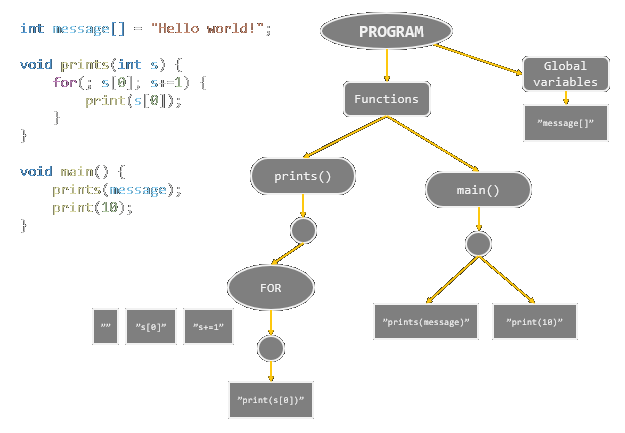 int message[] = "Hello world!";
void prints(int s) {
for(; s[0]; s+=1) {
print(s[0]);
}
}
void main() {
prints(message);
print(10);
}
PROGRAM
Functions
Global
variables
"message[]"
prints()
main()
FOR
""
"s[0]"
"s+=1"
"prints(message)"
"print(10)"
"print(s[0])"